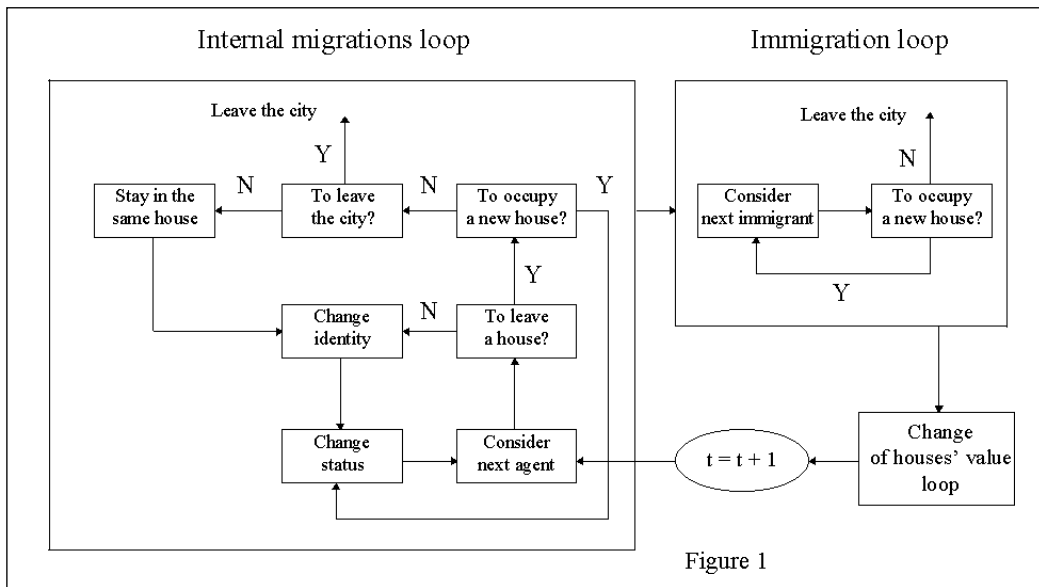 Internal migrations loop
Immigration loop
Leave the city
Y
N
N
Y
Stay in the
same house
To leave
the city?
To occupy
a new house?
Y
Change
identity
N
To leave
a house?
Change
status
Consider
next agent
Leave the city
N
Consider
next immigrant
To occupy
a new house?
Y
t = t + 1
Change
of houses’ value
loop
Figure 1